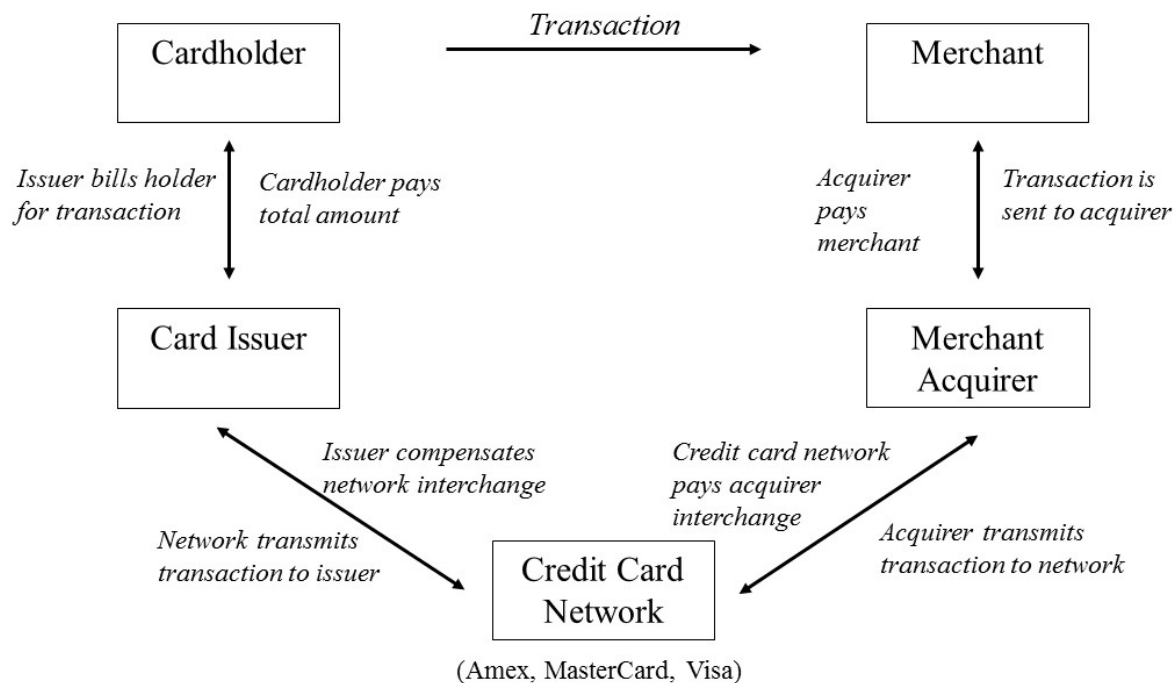 Transaction
Cardholder
Merchant
Issuer bills holder
for transaction
Cardholder pays
total amount
Acquirer
pays
merchant
Transaction is
sent to acquirer
Card Issuer
Merchant
Acquirer
Issuer compensates
network interchange
Credit card network
pays acquirer
interchange
Network transmits
transaction to issuer
Acquirer transmits
transaction to network
Credit Card
Network
(Amex, MasterCard, Visa)